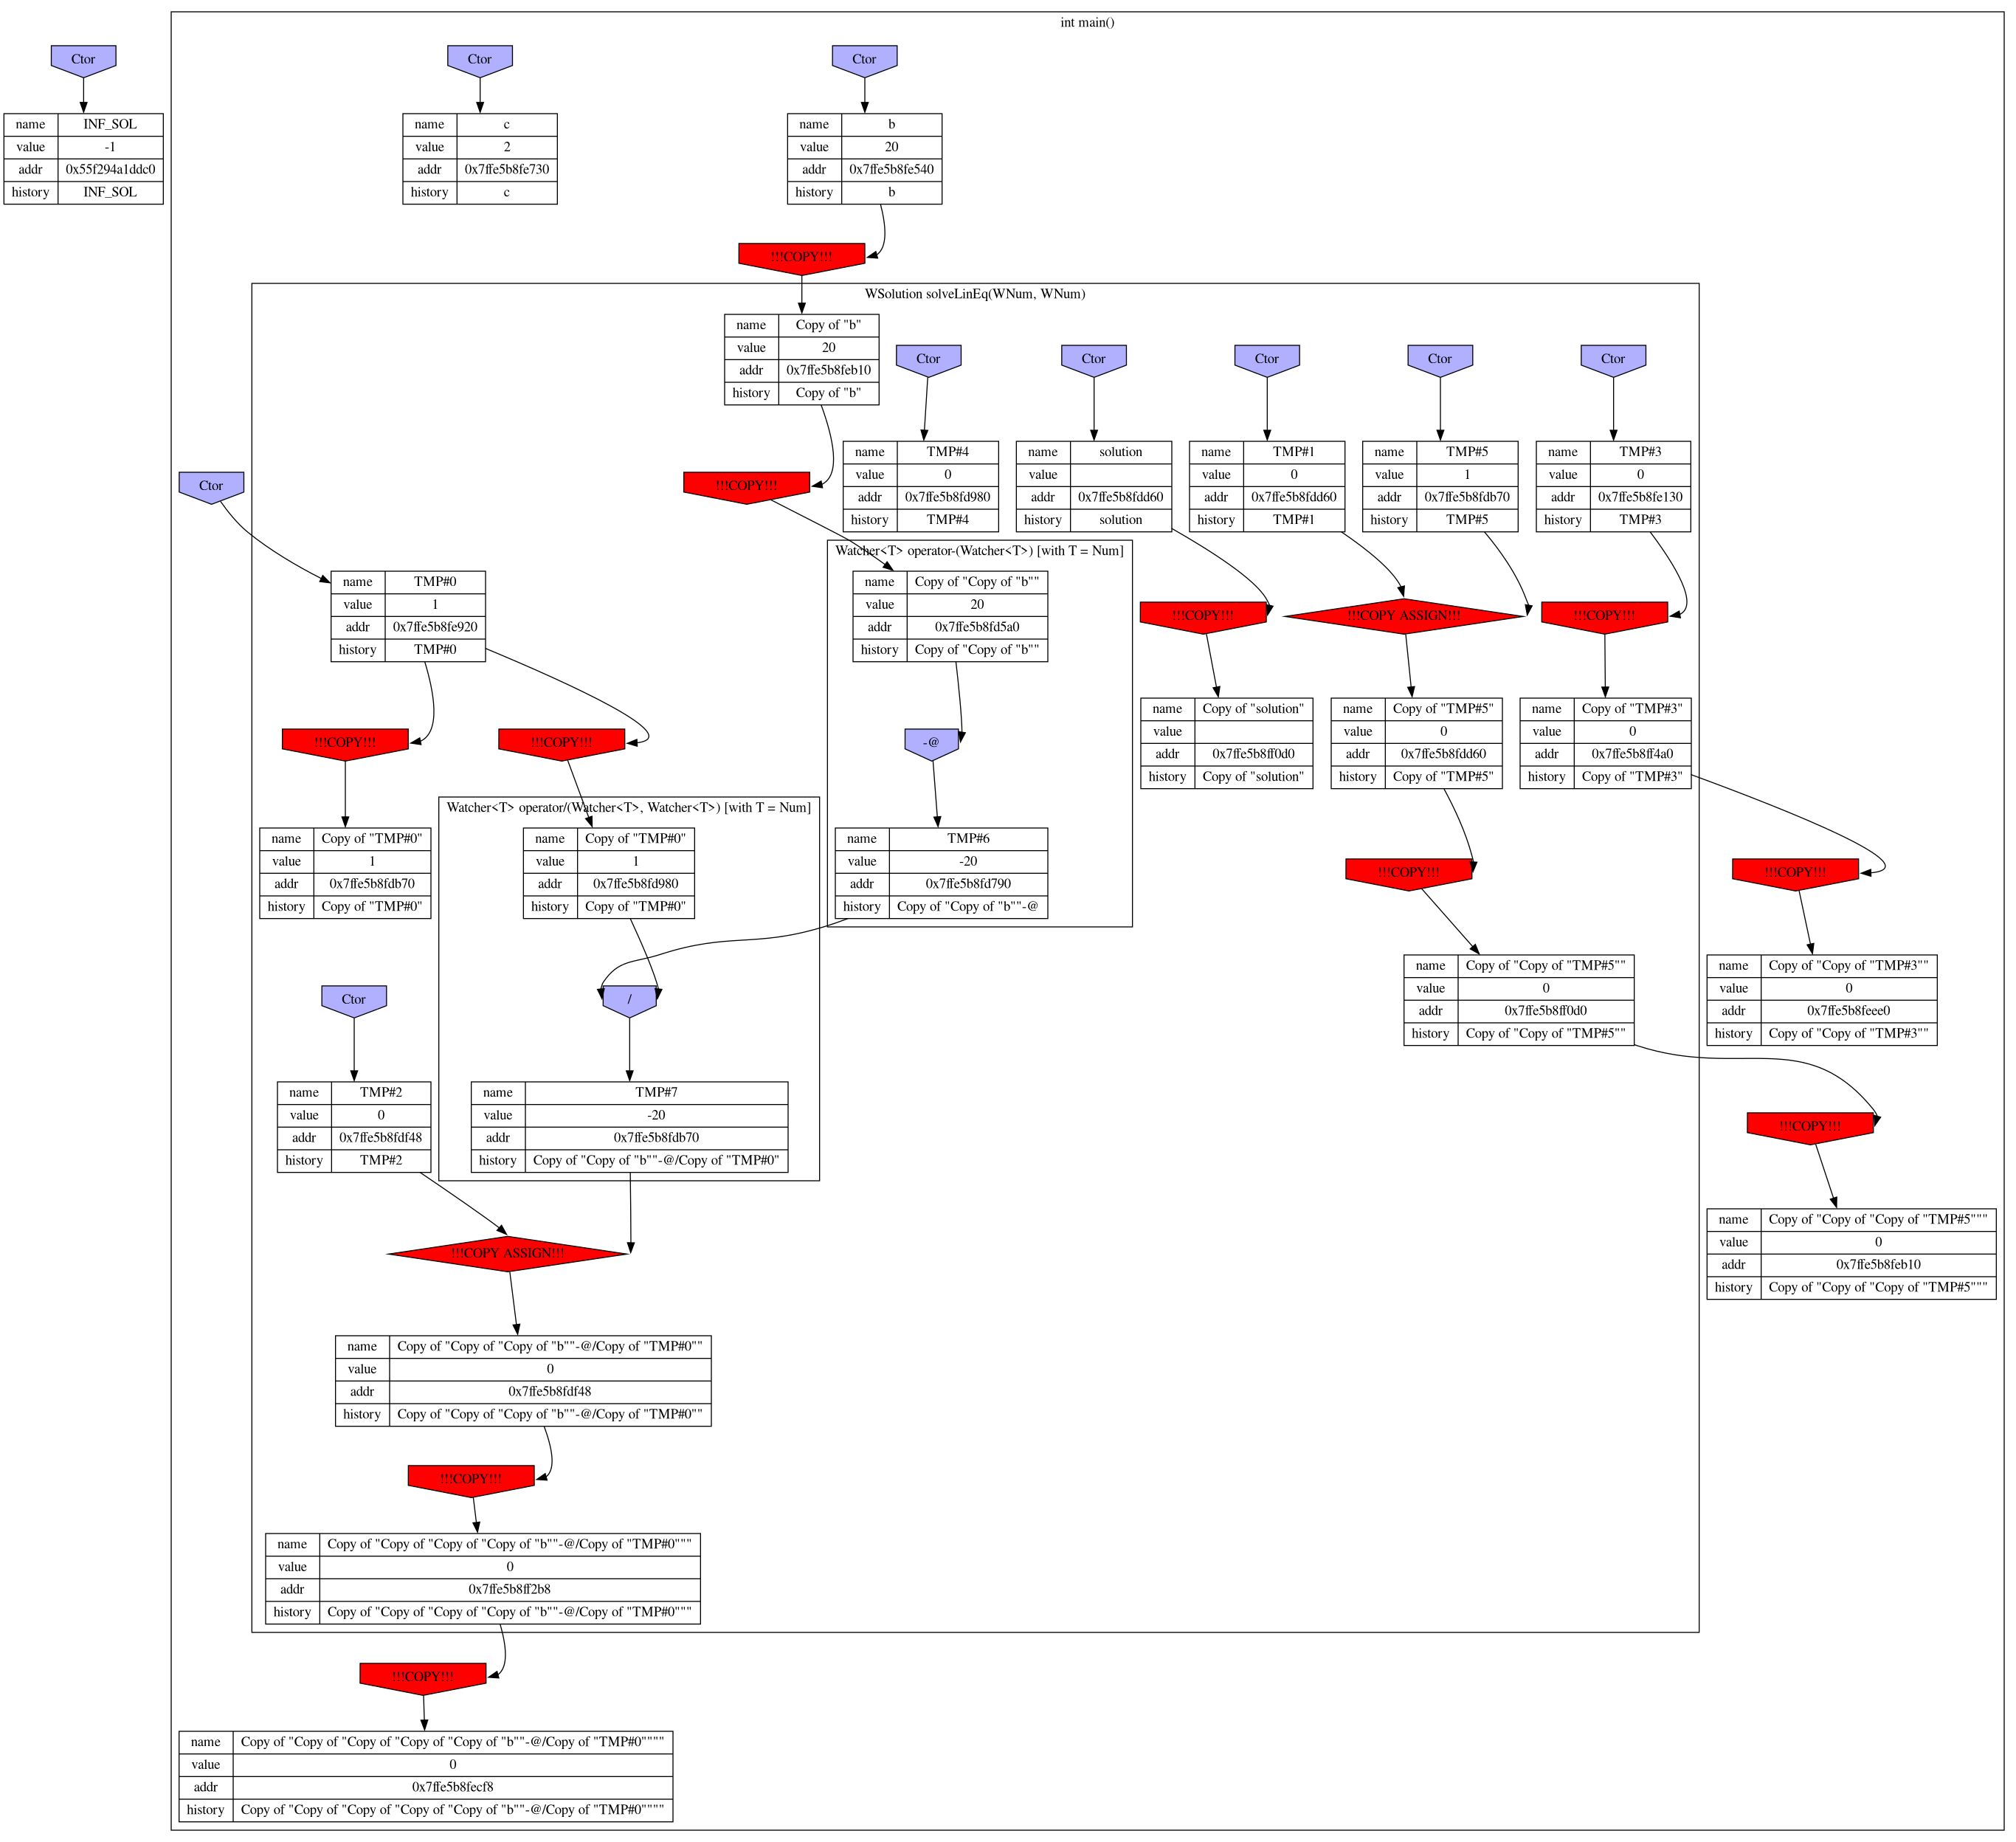 int main()
Ctor
Ctor
Ctor
name INF_SOL
value -1
addr 0x55f294a1ddc0
history INF_SOL
name c
value 2
addr 0x7ffe5b8fe730
history c
name b
value 20
addr 0x7ffe5b8fe540
history b
!!!COPY!!!
WSolution solveLinEq(WNum, WNum)
name Copy of "b"
value 20
addr 0x7ffe5b8feb10
history Copy of "b"
Ctor
Ctor
Ctor
Ctor
Ctor
name TMP#4
value 0
addr 0x7ffe5b8fd980
history TMP#4
name solution
value
addr 0x7ffe5b8fdd60
history solution
name TMP#1
value 0
addr 0x7ffe5b8fdd60
history TMP#1
name TMP#5
value 1
addr 0x7ffe5b8fdb70
history TMP#5
name TMP#3
value 0
addr 0x7ffe5b8fe130
history TMP#3
Ctor
!!!COPY!!!
Watcher<T> operator-(Watcher<T>) [with T = Num]
name TMP#0
value 1
addr 0x7ffe5b8fe920
history TMP#0
name Copy of "Copy of "b""
value 20
addr 0x7ffe5b8fd5a0
history Copy of "Copy of "b""
!!!COPY!!!
!!!COPY ASSIGN!!!
!!!COPY!!!
!!!COPY!!!
!!!COPY!!!
-@
name Copy of "solution"
value
addr 0x7ffe5b8ff0d0
history Copy of "solution"
name Copy of "TMP#5"
value 0
addr 0x7ffe5b8fdd60
history Copy of "TMP#5"
name Copy of "TMP#3"
value 0
addr 0x7ffe5b8ff4a0
history Copy of "TMP#3"
Watcher<T> operator/(Watcher<T>, Watcher<T>) [with T = Num]
name Copy of "TMP#0"
value 1
addr 0x7ffe5b8fdb70
history Copy of "TMP#0"
name Copy of "TMP#0"
value 1
addr 0x7ffe5b8fd980
history Copy of "TMP#0"
name TMP#6
value -20
addr 0x7ffe5b8fd790
history Copy of "Copy of "b""-@
!!!COPY!!!
!!!COPY!!!
Ctor
/
name Copy of "Copy of "TMP#5""
value 0
addr 0x7ffe5b8ff0d0
history Copy of "Copy of "TMP#5""
name Copy of "Copy of "TMP#3""
value 0
addr 0x7ffe5b8feee0
history Copy of "Copy of "TMP#3""
name TMP#2
value 0
addr 0x7ffe5b8fdf48
history TMP#2
name TMP#7
value -20
addr 0x7ffe5b8fdb70
history Copy of "Copy of "b""-@/Copy of "TMP#0"
!!!COPY!!!
!!!COPY ASSIGN!!!
name Copy of "Copy of "Copy of "TMP#5"""
value 0
addr 0x7ffe5b8feb10
history Copy of "Copy of "Copy of "TMP#5"""
name Copy of "Copy of "Copy of "b""-@/Copy of "TMP#0""
value 0
addr 0x7ffe5b8fdf48
history Copy of "Copy of "Copy of "b""-@/Copy of "TMP#0""
!!!COPY!!!
name Copy of "Copy of "Copy of "Copy of "b""-@/Copy of "TMP#0"""
value 0
addr 0x7ffe5b8ff2b8
history Copy of "Copy of "Copy of "Copy of "b""-@/Copy of "TMP#0"""
!!!COPY!!!
name Copy of "Copy of "Copy of "Copy of "Copy of "b""-@/Copy of "TMP#0""""
value 0
addr 0x7ffe5b8fecf8
history Copy of "Copy of "Copy of "Copy of "Copy of "b""-@/Copy of "TMP#0""""